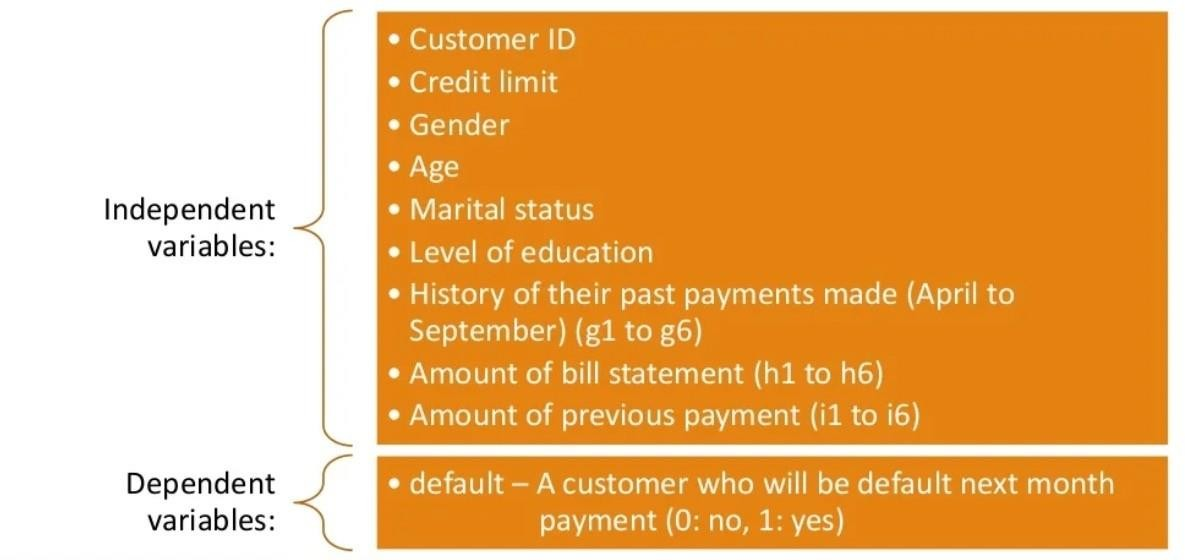 Independent
variables:
• Customer ID
• Credit limit
• Gender
• Age
• Marital status
• Level of education
• History of their past payments made (April to
September) (g1 to g6)
• Amount of bill statement (h1 to h6)
• Amount of previous payment (i1 to i6)
Dependent
variables:
• default – A customer who will be default next month
payment (0: no, 1: yes)